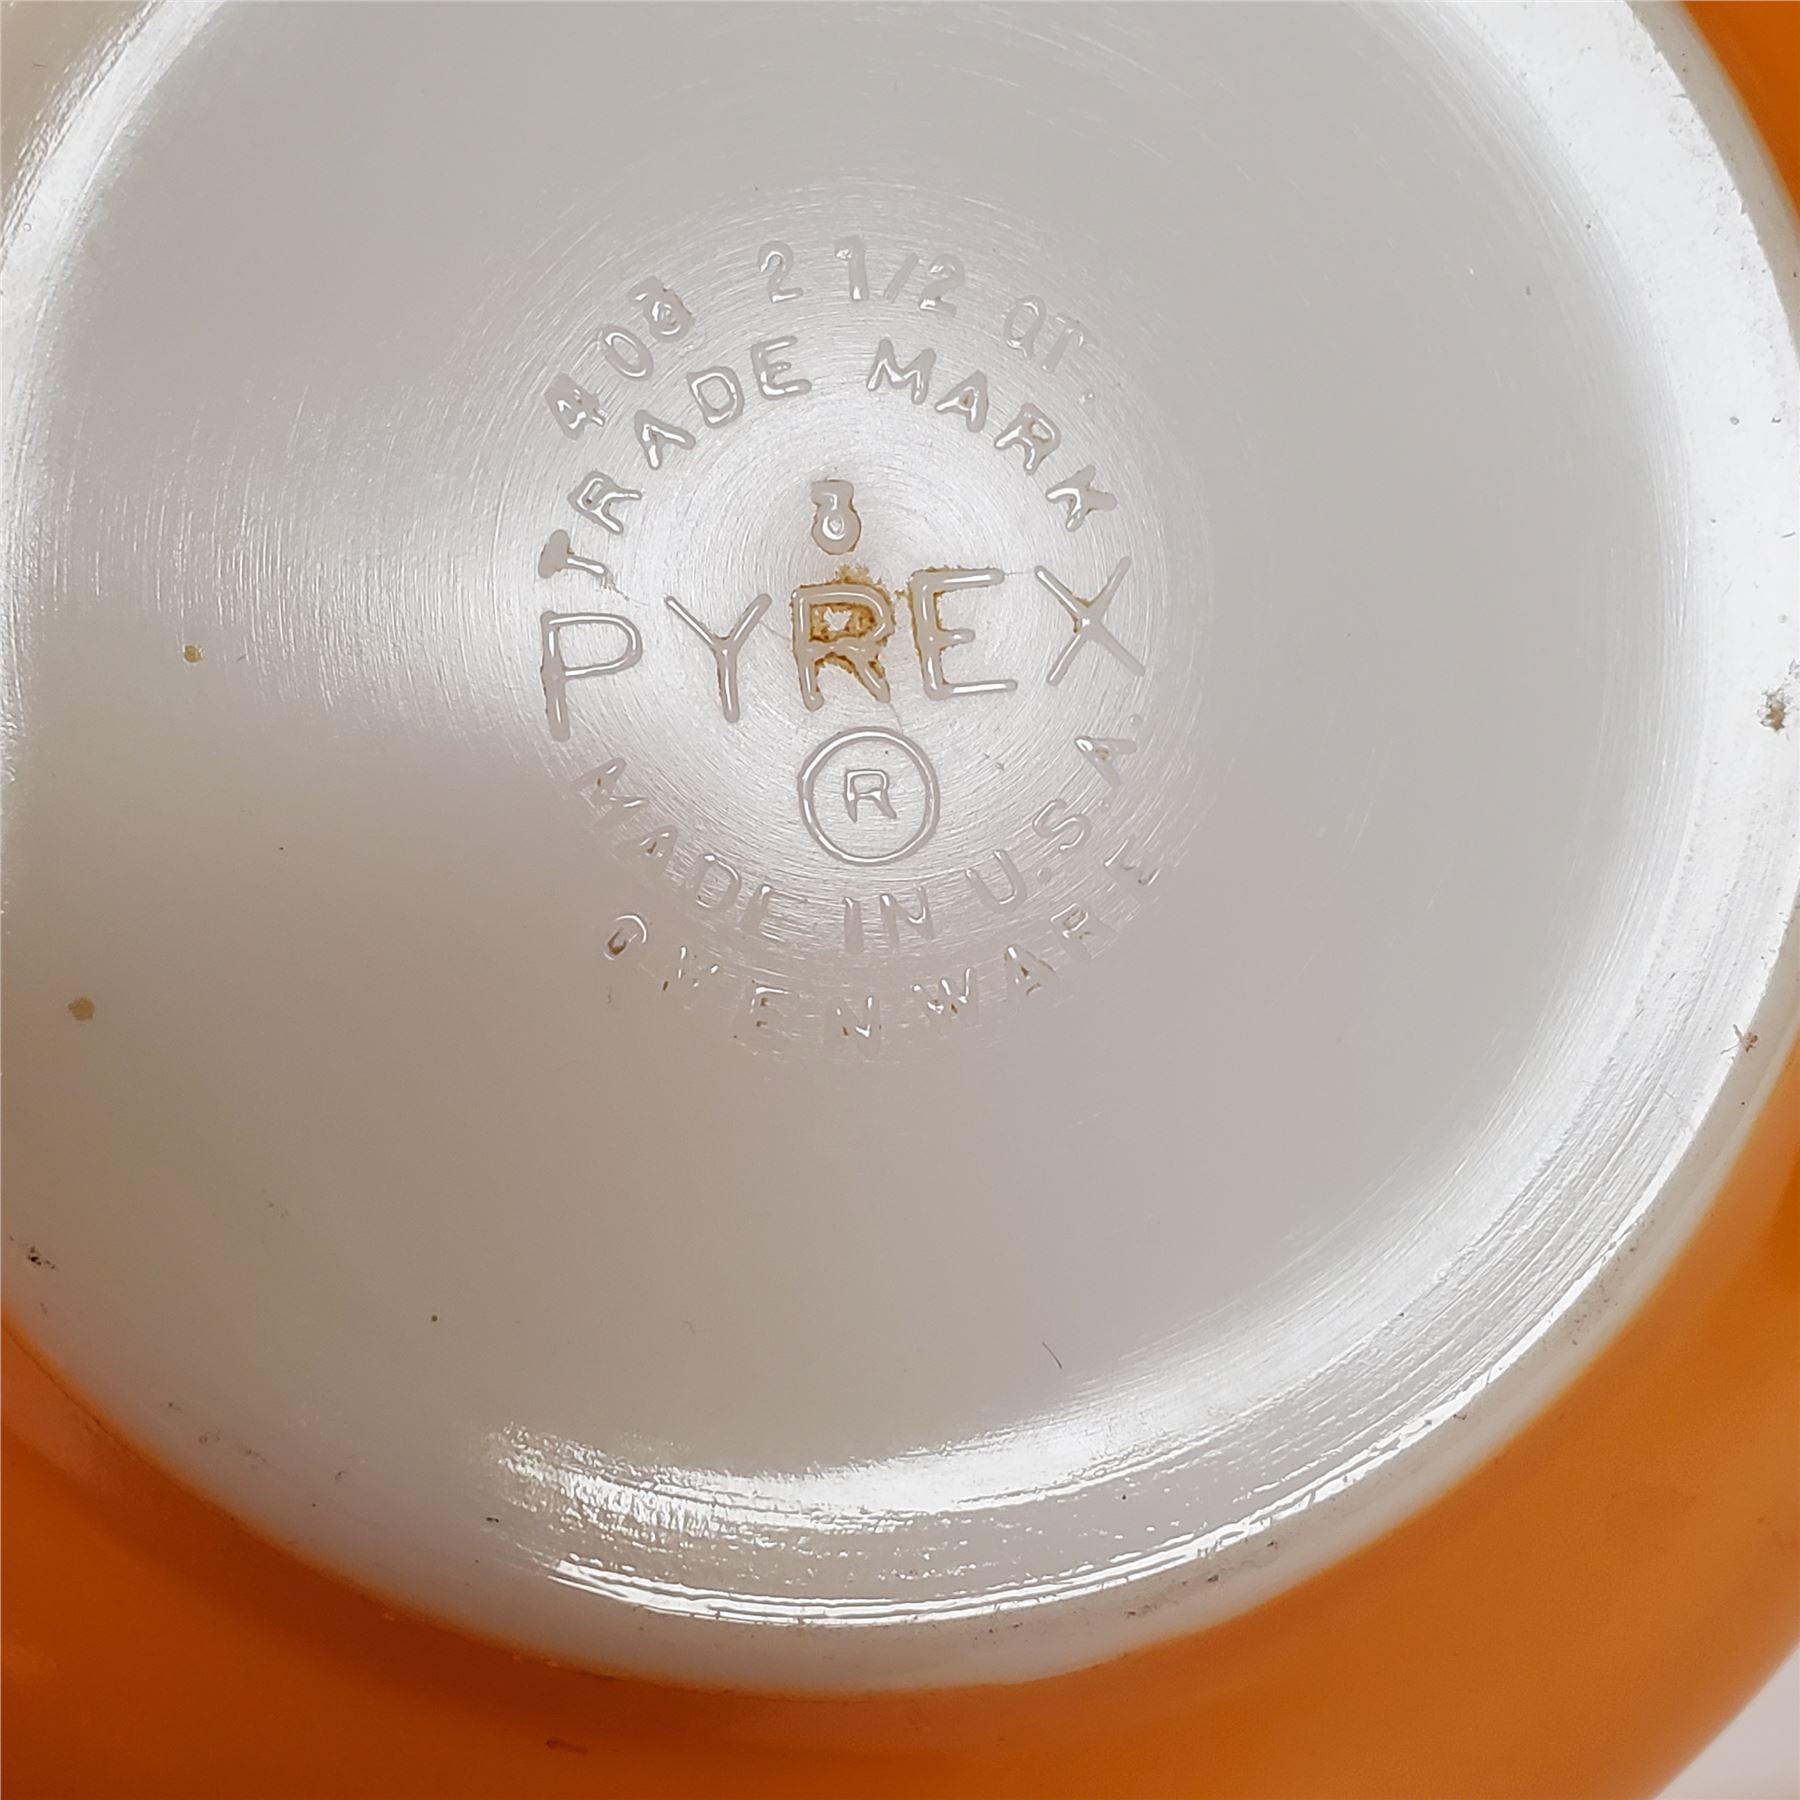 403 2 1/2 QT.
TRADE MARK
8
PYREX
®
MADE IN U.S.A.
OVENWARE